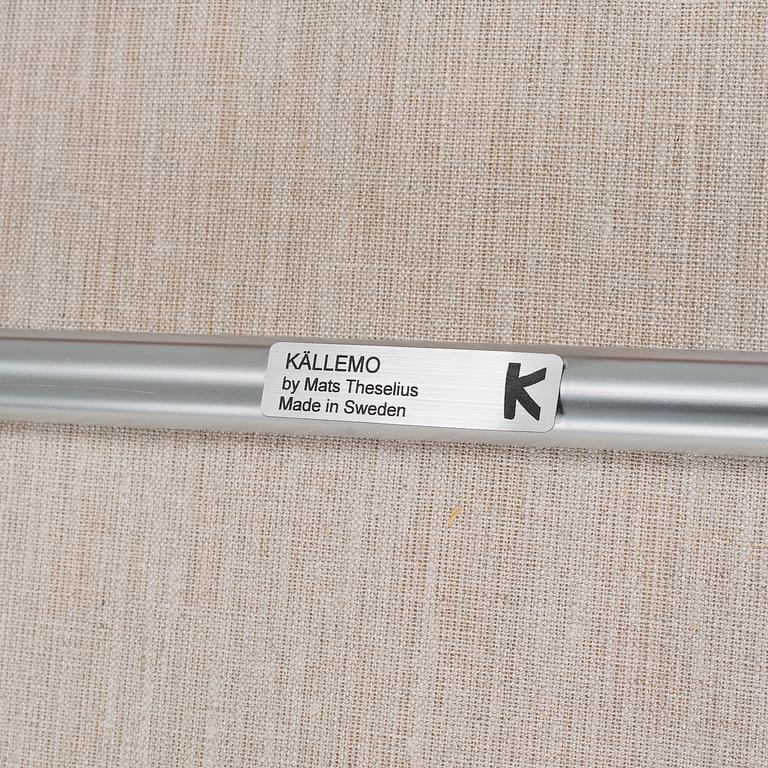 KÄLLEMO
by Mats Theselius
Made in Sweden
K